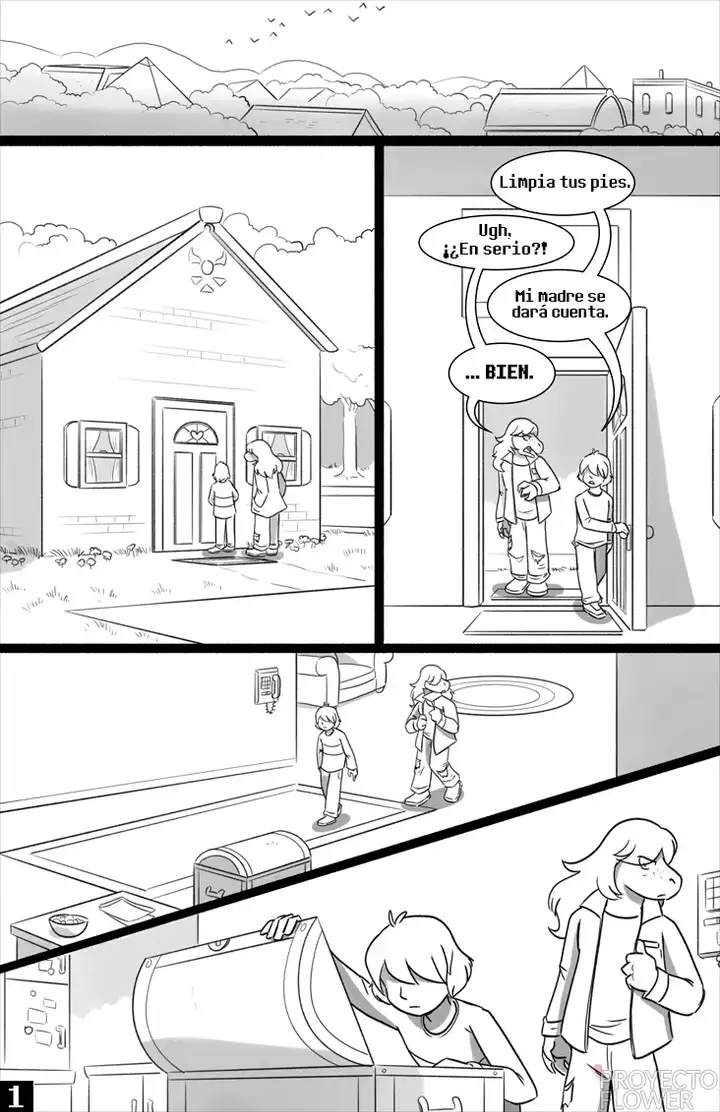 Limpia tus pies.
Ugh,
¡¿En serio?!
Mi madre se
dará cuenta.
... BIEN.
1
PROYECTO
FLOWER